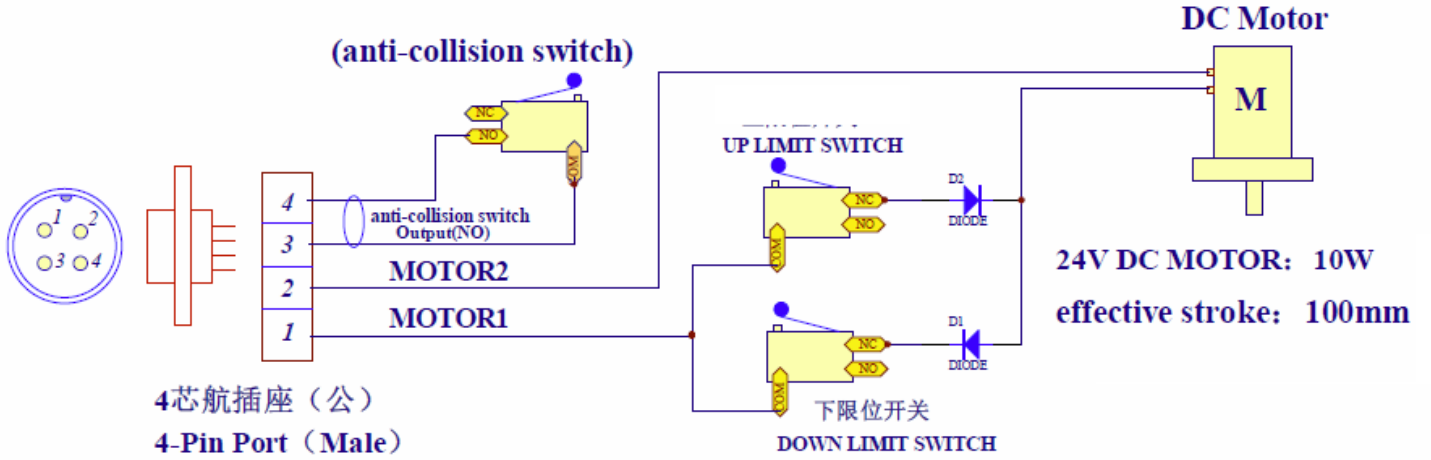 DC Motor
(anti-collision switch)
M
NC
NO
COM
UP LIMIT SWITCH
D2
NC
NO
DIODE
COM
1 2
3 4
4
3
2
1
anti-collision switch
Output(NO)
MOTOR2
MOTOR1
24V DC MOTOR：10W
effective stroke：100mm
D1
NC
NO
DIODE
COM
4芯航插座（公）
4-Pin Port（Male）
下限位开关
DOWN LIMIT SWITCH